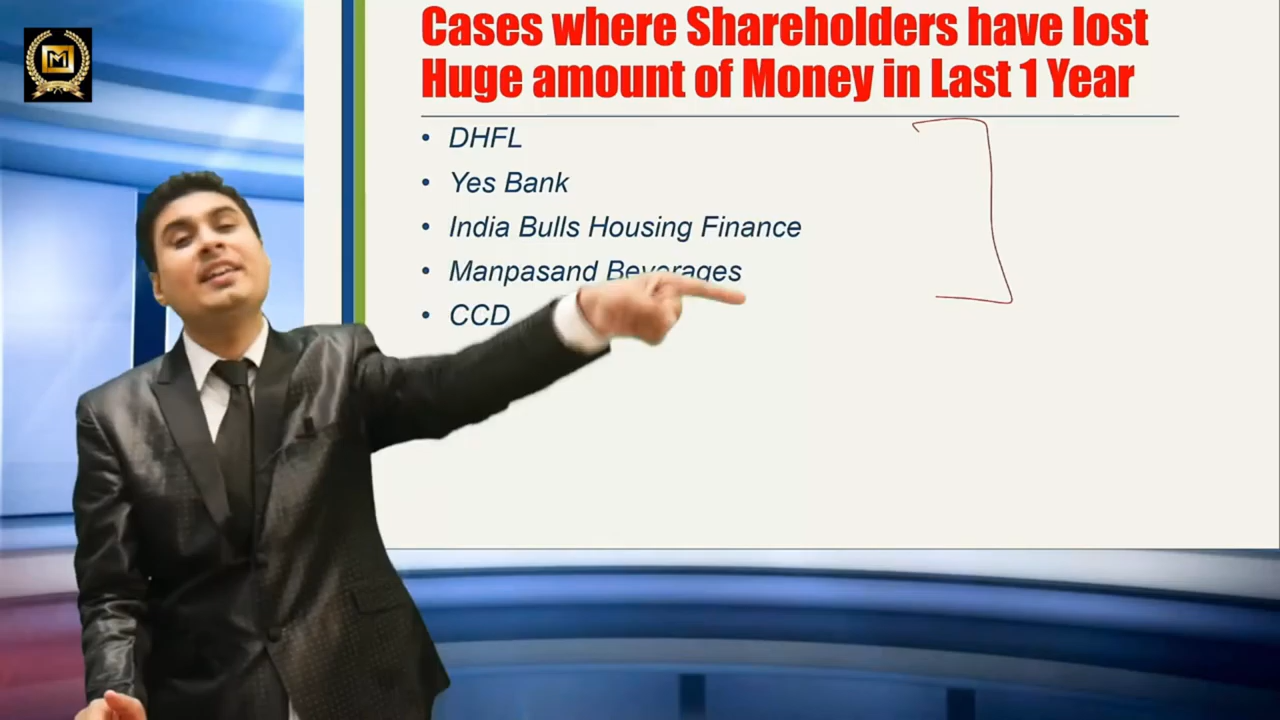 M
Cases where Shareholders have lost
Huge amount of Money in Last 1 Year
• DHFL
• Yes Bank
• India Bulls Housing Finance
• Manpasand Beverages
• CCD